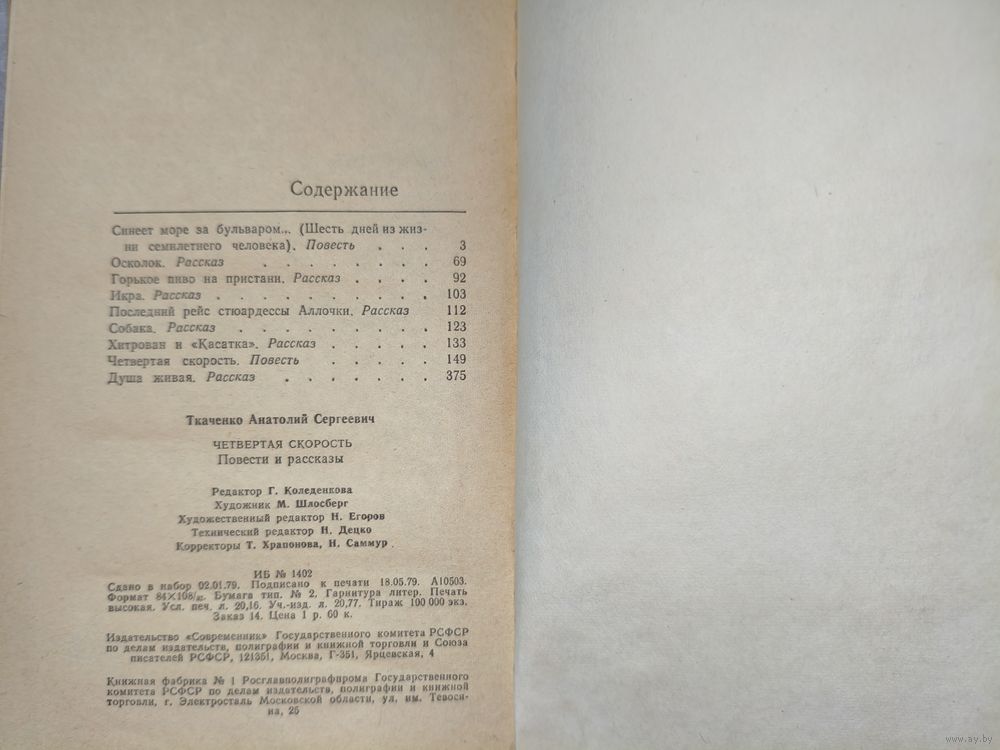 Содержание
Синеет море за бульваром... (Шесть дней из жиз-
ни семилетнего человека). Повесть . . . 3
Осколок. Рассказ . . . . . . . . 69
Горькое пиво на пристани. Рассказ . . . . 92
Икра. Рассказ . . . . . . . . . . 103
Последний рейс стюардессы Аллочки. Рассказ 112
Собака. Рассказ . . . . . . . . . 123
Хитрован и «Касатка». Рассказ . . . . . 133
Четвертая скорость. Повесть . . . . . 149
Душа живая. Рассказ . . . . . . . 375
Ткаченко Анатолий Сергеевич
ЧЕТВЕРТАЯ СКОРОСТЬ
Повести и рассказы
Редактор Г. Коледенкова
Художник М. Шлосберг
Художественный редактор Н. Егоров
Технический редактор Н. Децко
Корректоры Т. Храпонова, Н. Саммур
ИБ № 1402
Сдано в набор 02.01.79. Подписано к печати 18.05.79. А10503.
Формат 84×108/32. Бумага тип. № 2. Гарнитура литер. Печать
высокая. Усл. печ. л. 20,16. Уч.-изд. л. 20,77. Тираж 100 000 экз.
Заказ 14. Цена 1 р. 60 к.
Издательство «Современник» Государственного комитета РСФСР
по делам издательств, полиграфии и книжной торговли и Союза
писателей РСФСР, 121351, Москва, Г-351, Ярцевская, 4
Книжная фабрика № 1 Росглавполиграфпрома Государственного
комитета РСФСР по делам издательств, полиграфии и книжной
торговли, г. Электросталь Московской области, ул. им. Тевося-
на, 25
www.ay.by